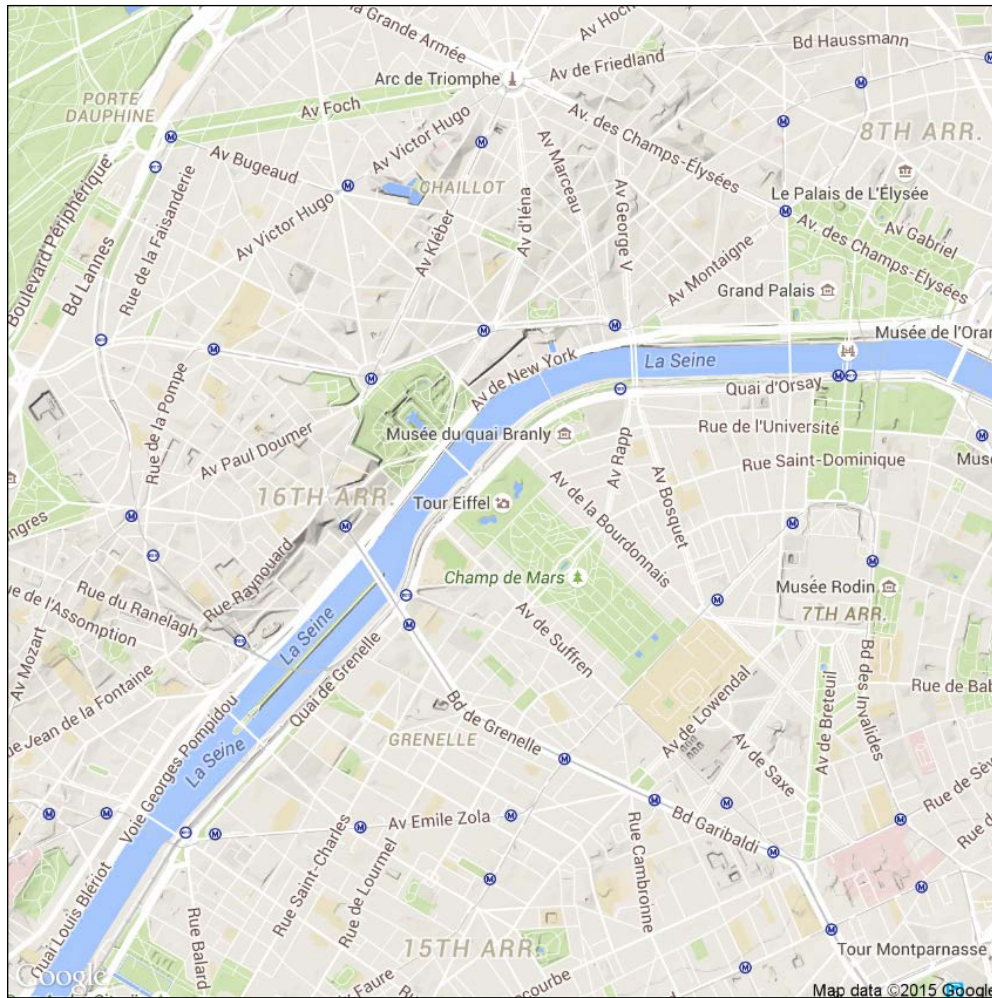 la Grande Armée
Av Hoch
Bd Haussmann
Av de Friedland
Arc de Triomphe
PORTE
DAUPHINE
Av Foch
Av. des Champs-Élysées
8TH ARR.
Av Victor Hugo
Av Bugeaud
Boulevard Périphérique
Rue de la Faisanderie
CHAILLOT
Av Marceau
Le Palais de L'Élysée
Av Victor Hugo
Av Kléber
Av d'Iéna
Av George V
Av Gabriel
Av. des Champs-Élysées
Bd Lannes
Av Montaigne
Grand Palais
Musée de l'Oran
La Seine
Av de New York
Quai d'Orsay
Rue de la Pompe
Musée du quai Branly
Rue de l'Université
Av Paul Doumer
Av Rapp
Rue Saint-Dominique
Musé
16TH ARR.
Tour Eiffel
Av de la Bourdonnais
Av Bosquet
ongres
Rue Raynouard
Champ de Mars
Musée Rodin
7TH ARR.
Rue du Ranelagh
ue de l'Assomption
La Seine
Av de Suffren
Av Mozart
Quai de Grenelle
Bd des Invalides
Rue de Bab
ue Jean de la Fontaine
Av de Lowendal
Av de Breteuil
Voie Georges Pompidou
La Seine
Bd de Grenelle
GRENELLE
Av de Saxe
Rue de Sèv
Av Emile Zola
Bd Garibaldi
Rue d
Rue Saint-Charles
Rue de Lourmel
Rue Cambronne
Quai Louis Blériot
Rue Balard
15TH ARR.
Tour Montparnasse
Google
Faure
ecourbe
Map data ©2015 Google